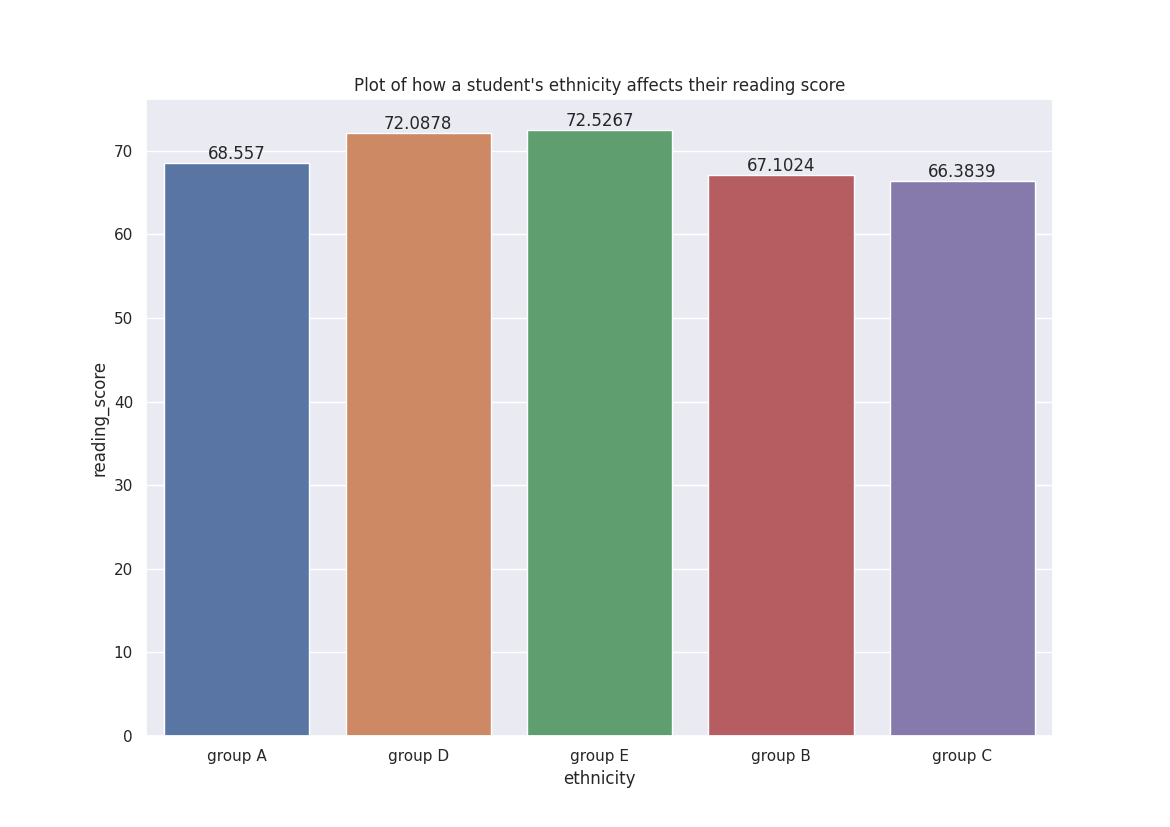 Plot of how a student's ethnicity affects their reading score
68.557
72.0878
72.5267
67.1024
66.3839
reading_score
70
60
50
40
30
20
10
0
group A
group D
group E
group B
group C
ethnicity